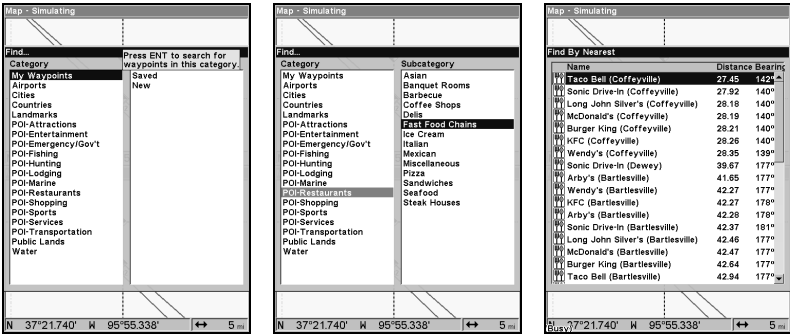 Map - Simulating
Find...
Category
Press ENT to search for
waypoints in this category.
My Waypoints
Airports
Cities
Countries
Landmarks
POI-Attractions
POI-Entertainment
POI-Emergency/Gov't
POI-Fishing
POI-Hunting
POI-Lodging
POI-Marine
POI-Restaurants
POI-Shopping
POI-Sports
POI-Services
POI-Transportation
Public Lands
Water
Saved
New
N 37°21.740' W 95°55.338' ↔ 5 mi
Map - Simulating
Find...
Category
My Waypoints
Airports
Cities
Countries
Landmarks
POI-Attractions
POI-Entertainment
POI-Emergency/Gov't
POI-Fishing
POI-Hunting
POI-Lodging
POI-Marine
POI-Restaurants
POI-Shopping
POI-Sports
POI-Services
POI-Transportation
Public Lands
Water
Subcategory
Asian
Banquet Rooms
Barbecue
Coffee Shops
Delis
Fast Food Chains
Ice Cream
Italian
Mexican
Miscellaneous
Pizza
Sandwiches
Seafood
Steak Houses
N 37°21.740' W 95°55.338' ↔ 5 mi
Map - Simulating
Find By Nearest
Name Distance Bearing
Taco Bell (Coffeyville) 27.45 142°
Sonic Drive-In (Coffeyville) 27.92 140°
Long John Silver's (Coffeyville) 28.18 140°
McDonald's (Coffeyville) 28.19 140°
Burger King (Coffeyville) 28.21 140°
KFC (Coffeyville) 28.26 140°
Wendy's (Coffeyville) 28.35 139°
Sonic Drive-In (Dewey) 39.67 177°
Arby's (Bartlesville) 41.65 177°
Wendy's (Bartlesville) 42.27 177°
KFC (Bartlesville) 42.27 178°
Arby's (Bartlesville) 42.28 178°
Sonic Drive-In (Bartlesville) 42.37 181°
Long John Silver's (Bartlesville) 42.46 177°
McDonald's (Bartlesville) 42.47 177°
Burger King (Bartlesville) 42.64 177°
Taco Bell (Bartlesville) 42.94 177°
Busy)
37°21.740' W 95°55.338' ↔ 5 mi